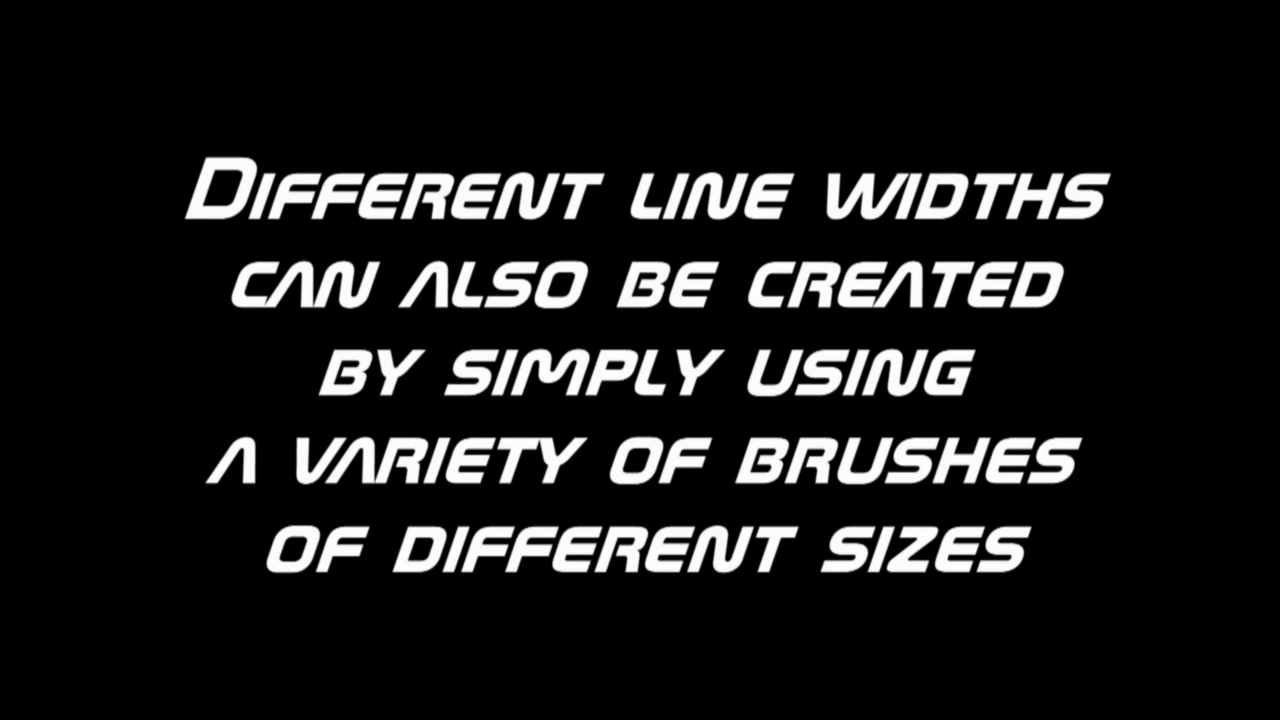 Different line widths
can also be created
by simply using
a variety of brushes
of different sizes